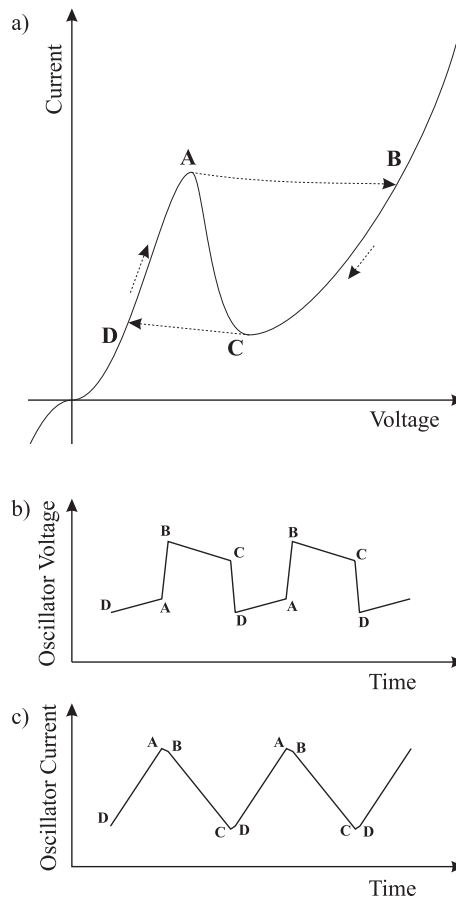 a)
Current
A
B
D
C
Voltage
b)
Oscillator Voltage
B
B
C
C
D
A
D
A
D
Time
c)
Oscillator Current
A
B
A
B
D
C
D
C
D
Time